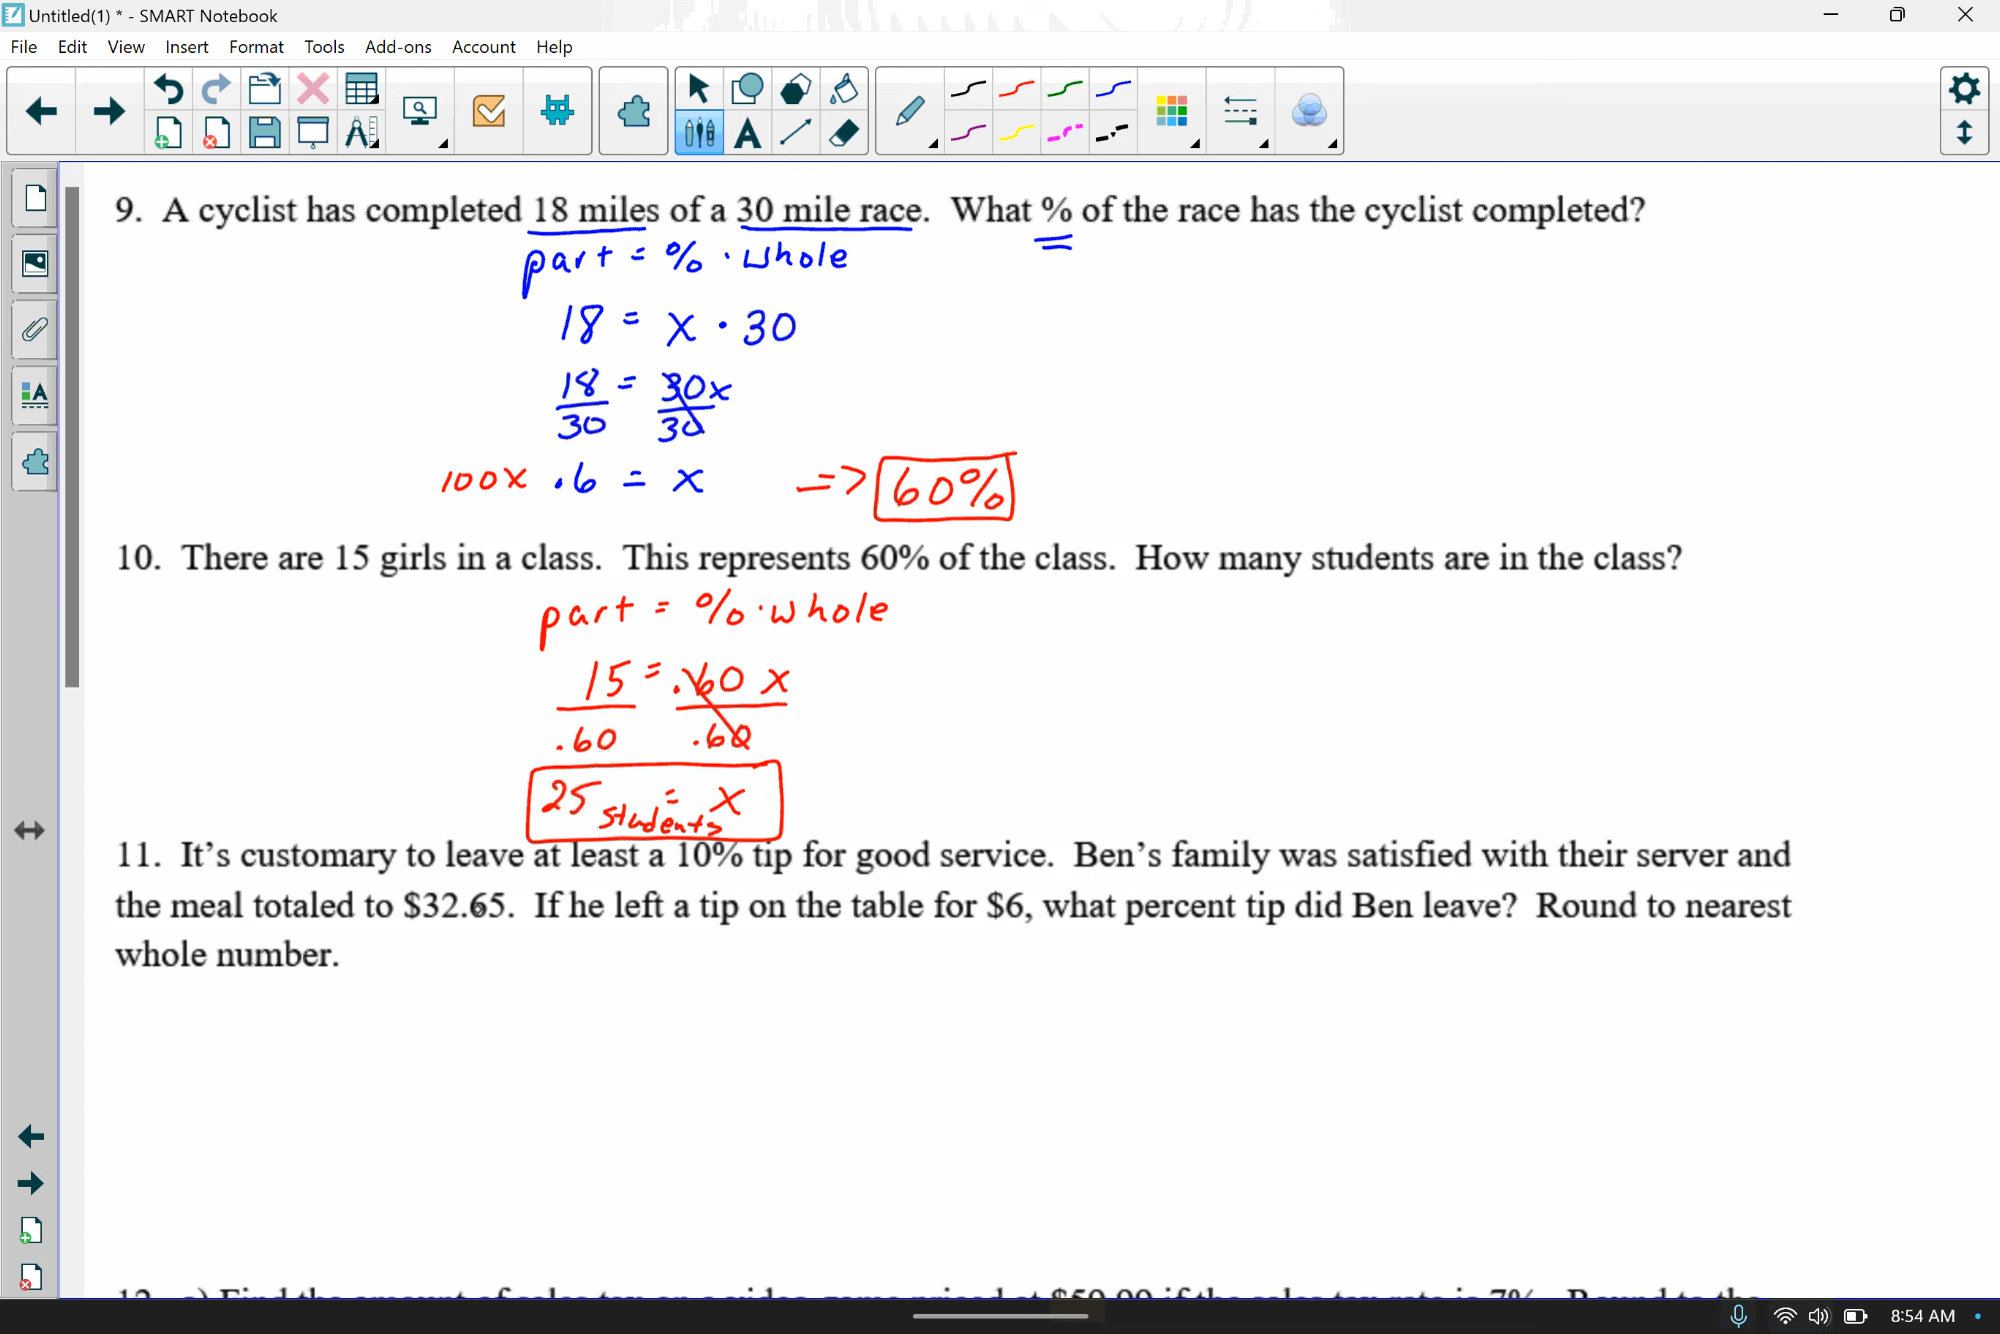 Untitled(1) * - SMART Notebook
File Edit View Insert Format Tools Add-ons Account Help
9. A cyclist has completed 18 miles of a 30 mile race. What % of the race has the cyclist completed?
part = % · whole
18 = x · 30
18/30 = 30x/30
100x .6 = x => 60%
10. There are 15 girls in a class. This represents 60% of the class. How many students are in the class?
part = % · whole
15 = .60 x
.60 .60
25 students = x
11. It’s customary to leave at least a 10% tip for good service. Ben’s family was satisfied with their server and
the meal totaled to $32.65. If he left a tip on the table for $6, what percent tip did Ben leave? Round to nearest
whole number.
8:54 AM